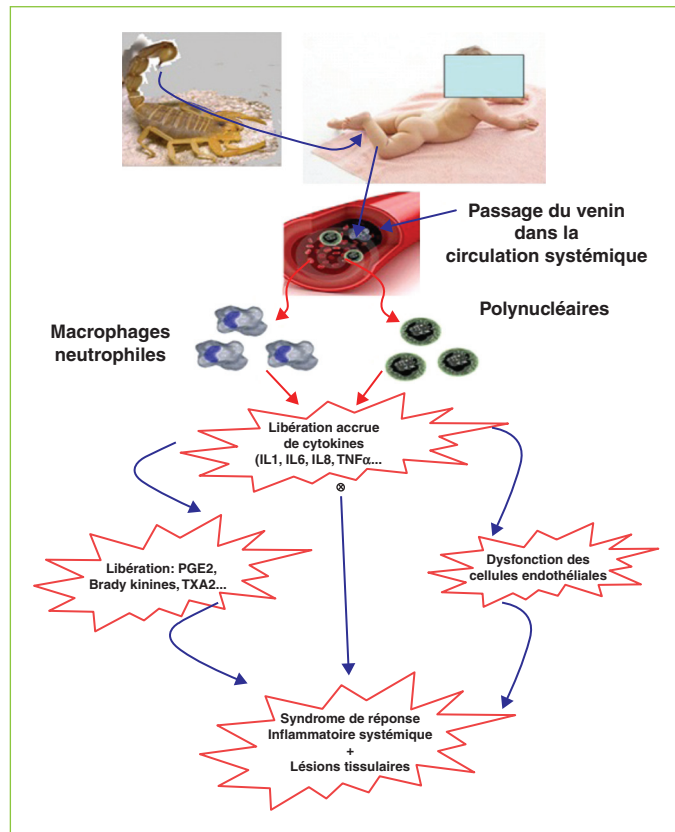 Passage du venin
dans la
circulation systémique
Macrophages
neutrophiles
Polynucléaires
Libération accrue
de cytokines
(IL1, IL6, IL8, TNFα...
⊗
Libération: PGE2,
Brady kinines, TXA2...
Dysfonction des
cellules endothéliales
Syndrome de réponse
Inflammatoire systémique
+
Lésions tissulaires